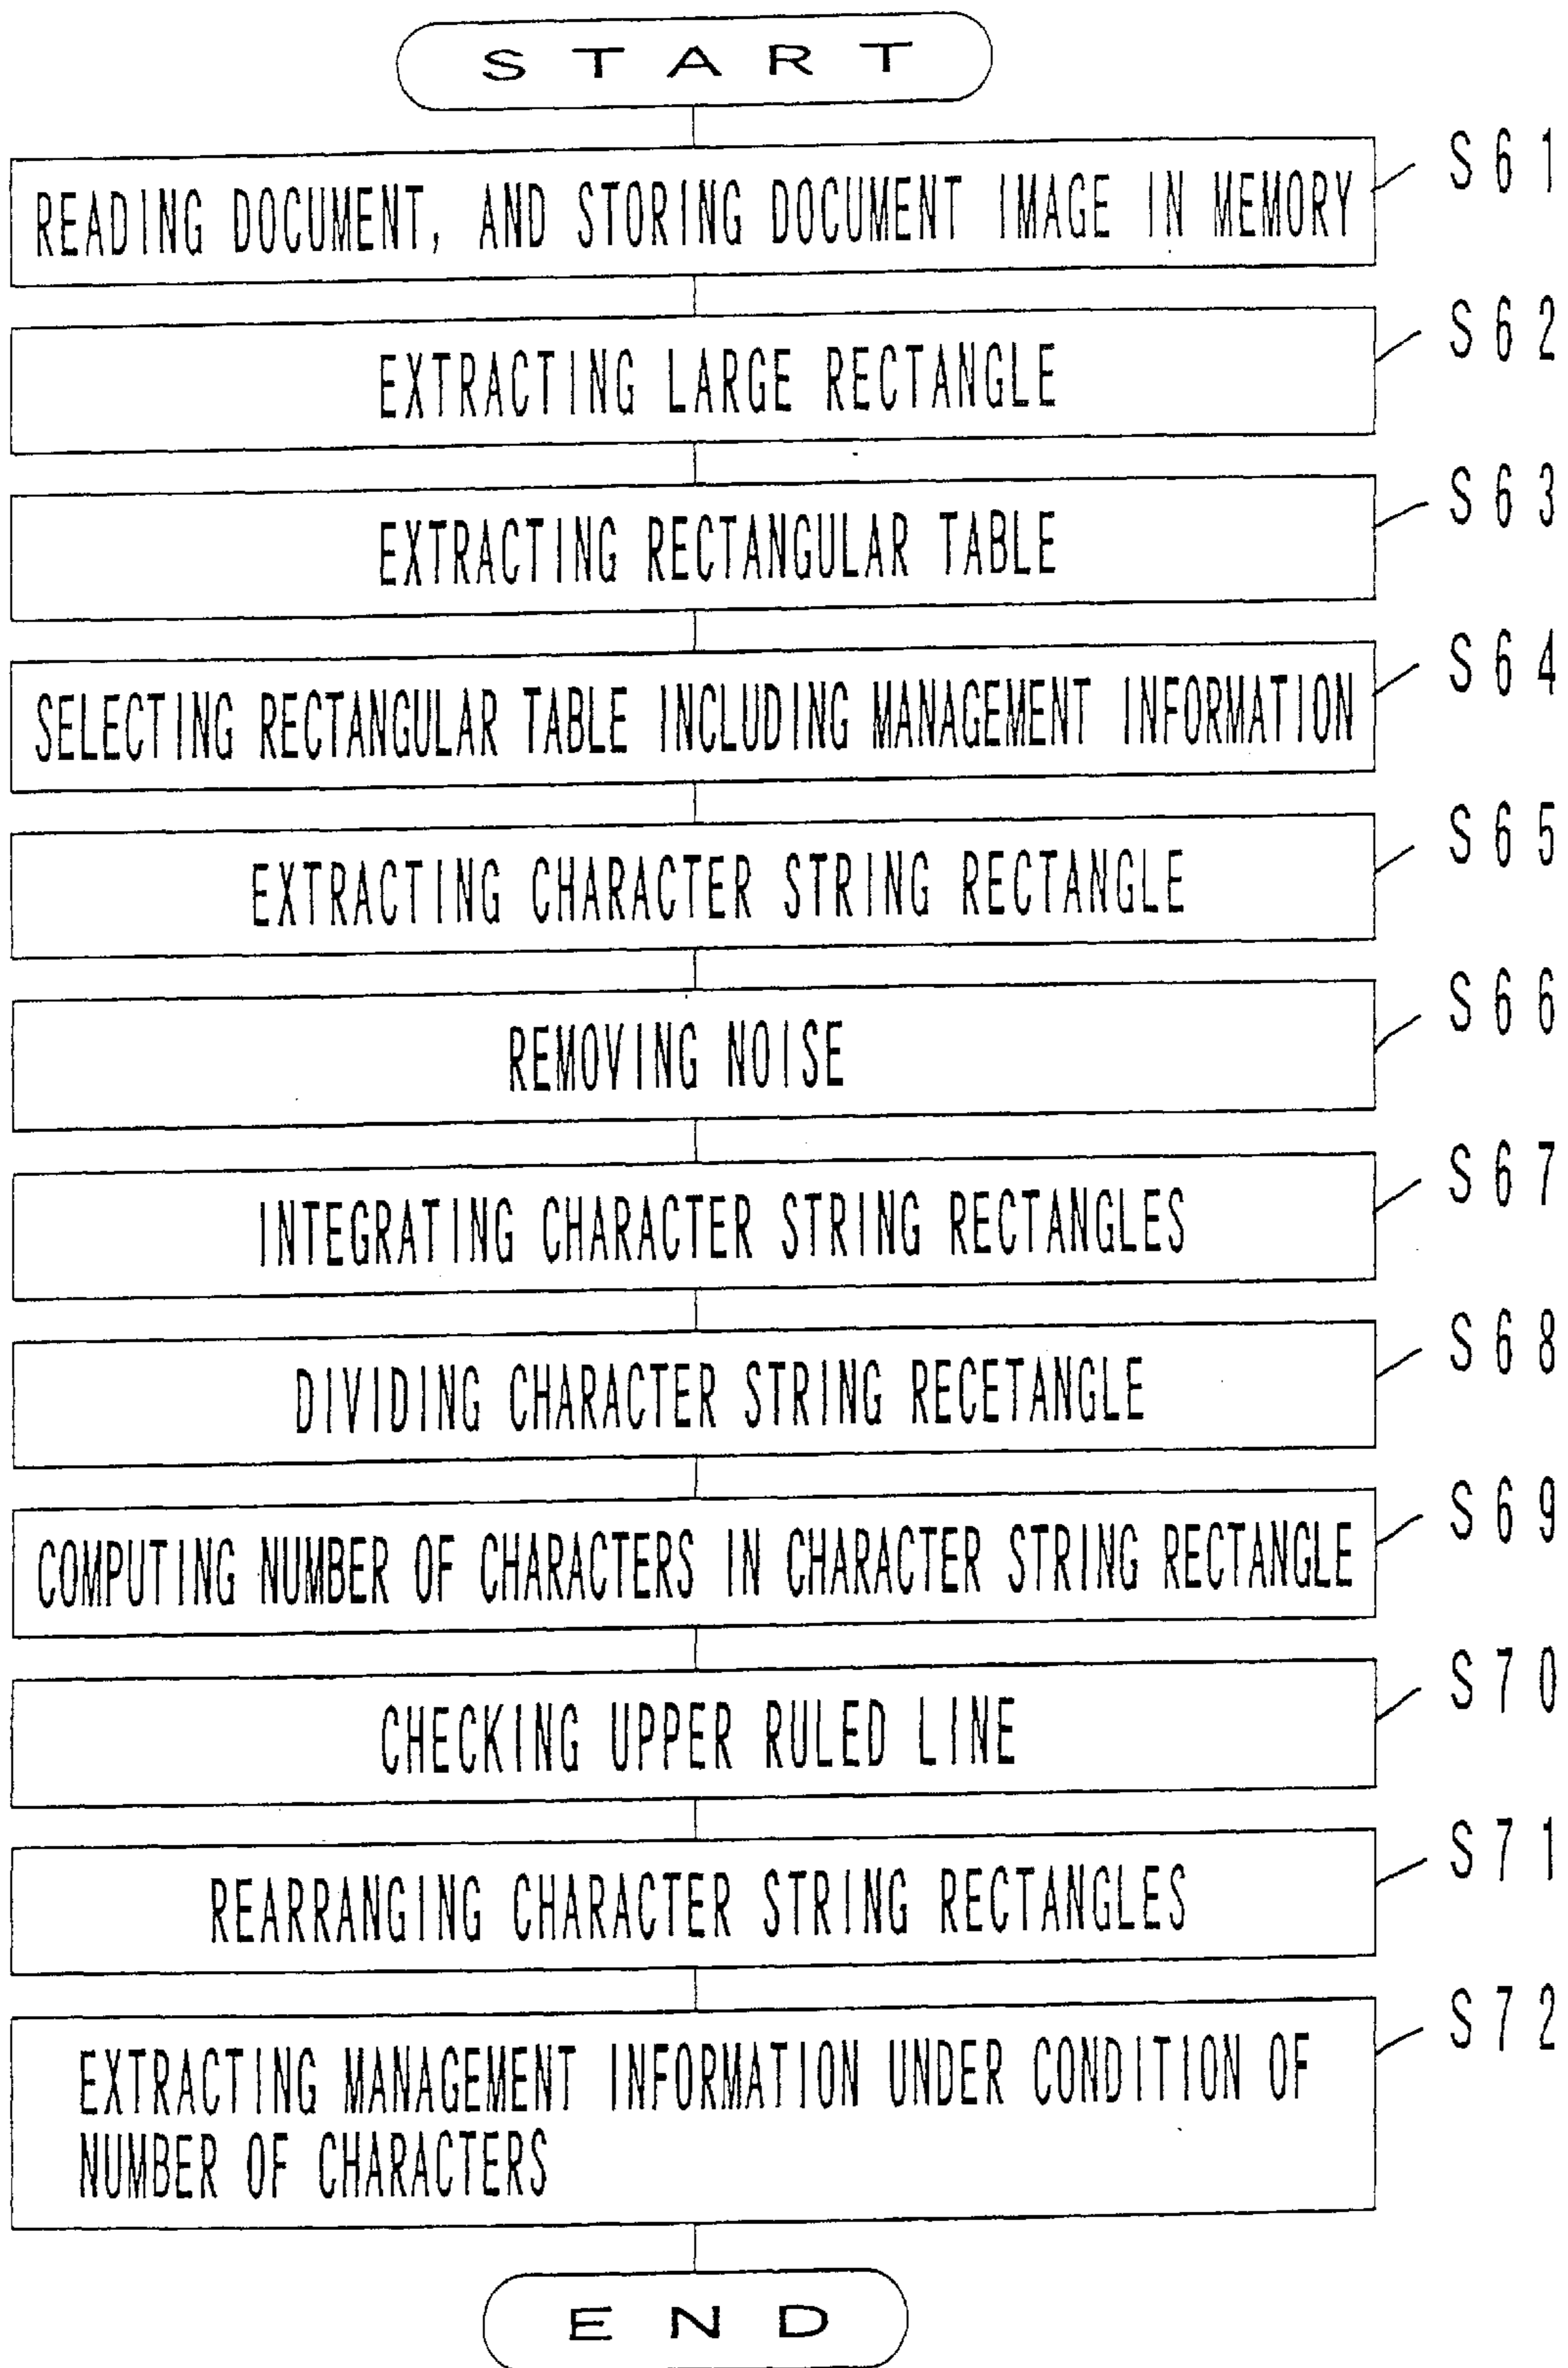 START
READING DOCUMENT, AND STORING DOCUMENT IMAGE IN MEMORY
S61
EXTRACTING LARGE RECTANGLE
S62
EXTRACTING RECTANGULAR TABLE
S63
SELECTING RECTANGULAR TABLE INCLUDING MANAGEMENT INFORMATION
S64
EXTRACTING CHARACTER STRING RECTANGLE
S65
REMOVING NOISE
S66
INTEGRATING CHARACTER STRING RECTANGLES
S67
DIVIDING CHARACTER STRING RECETANGLE
S68
COMPUTING NUMBER OF CHARACTERS IN CHARACTER STRING RECTANGLE
S69
CHECKING UPPER RULED LINE
S70
REARRANGING CHARACTER STRING RECTANGLES
S71
EXTRACTING MANAGEMENT INFORMATION UNDER CONDITION OF
NUMBER OF CHARACTERS
S72
END